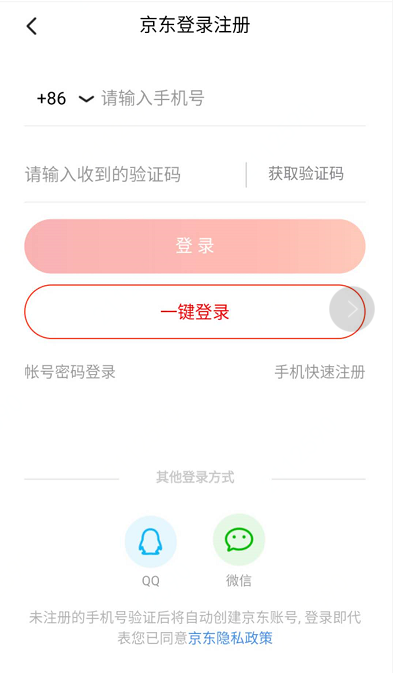 京东登录注册
+86 请输入手机号
请输入收到的验证码 获取验证码
登录
一键登录
帐号密码登录 手机快速注册
其他登录方式
QQ 微信
未注册的手机号验证后将自动创建京东账号, 登录即代
表您已同意京东隐私政策